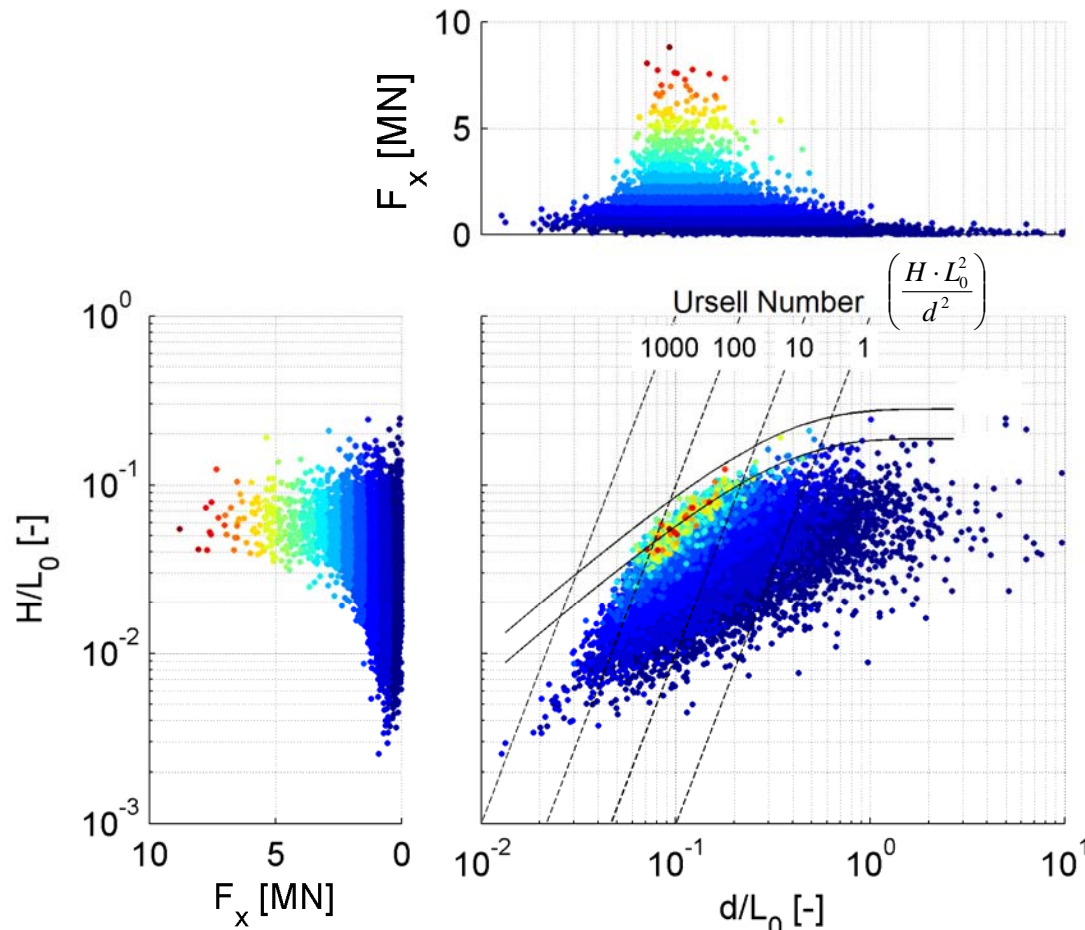 10
5
0
F_x [MN]
Ursell Number (H · L_0^2 / d^2)
1000 100 10 1
10^0
10^-1
10^-2
10^-3
H/L_0 [-]
10 5 0
F_x [MN]
10^-2 10^-1 10^0 10^1
d/L_0 [-]